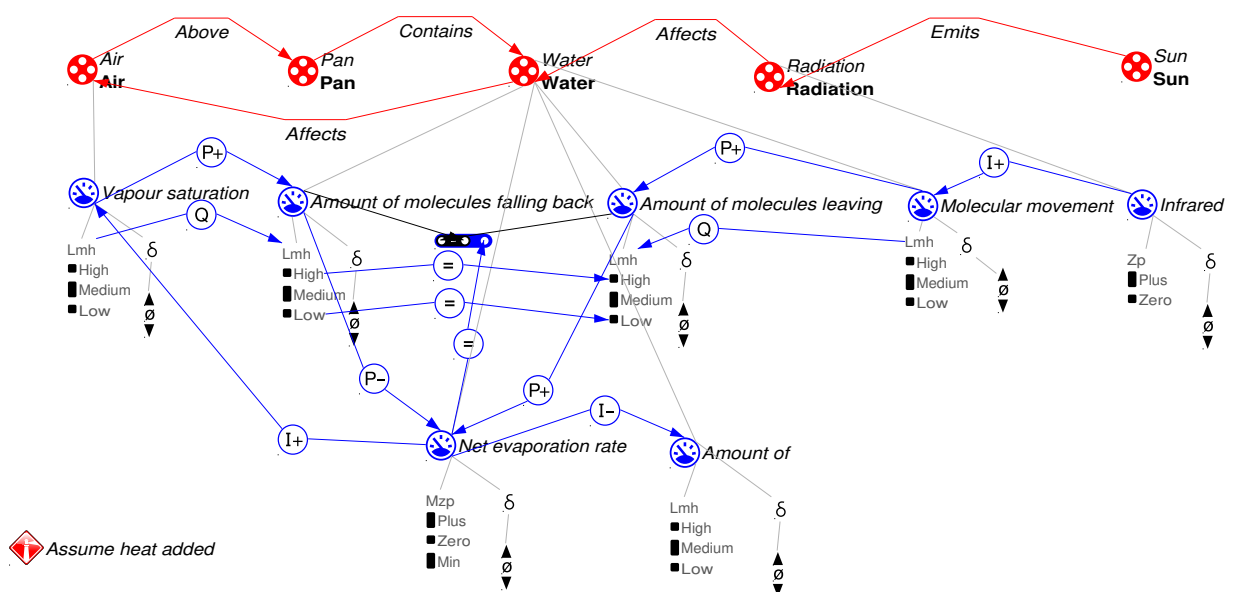 Above
Contains
Affects
Emits
Air
Air
Pan
Pan
Water
Water
Radiation
Radiation
Sun
Sun
Affects
P+
P+
I+
Vapour saturation
Amount of molecules falling back
Amount of molecules leaving
Molecular movement
Infrared
Q
Q
Lmh
High
Medium
Low
δ
ø
Lmh
High
Medium
Low
δ
ø
=
=
=
Lmh
High
Medium
Low
δ
ø
Lmh
High
Medium
Low
δ
ø
Zp
Plus
Zero
δ
ø
P-
P+
I-
I+
Net evaporation rate
Amount of
Mzp
Plus
Zero
Min
δ
ø
Lmh
High
Medium
Low
δ
ø
Assume heat added